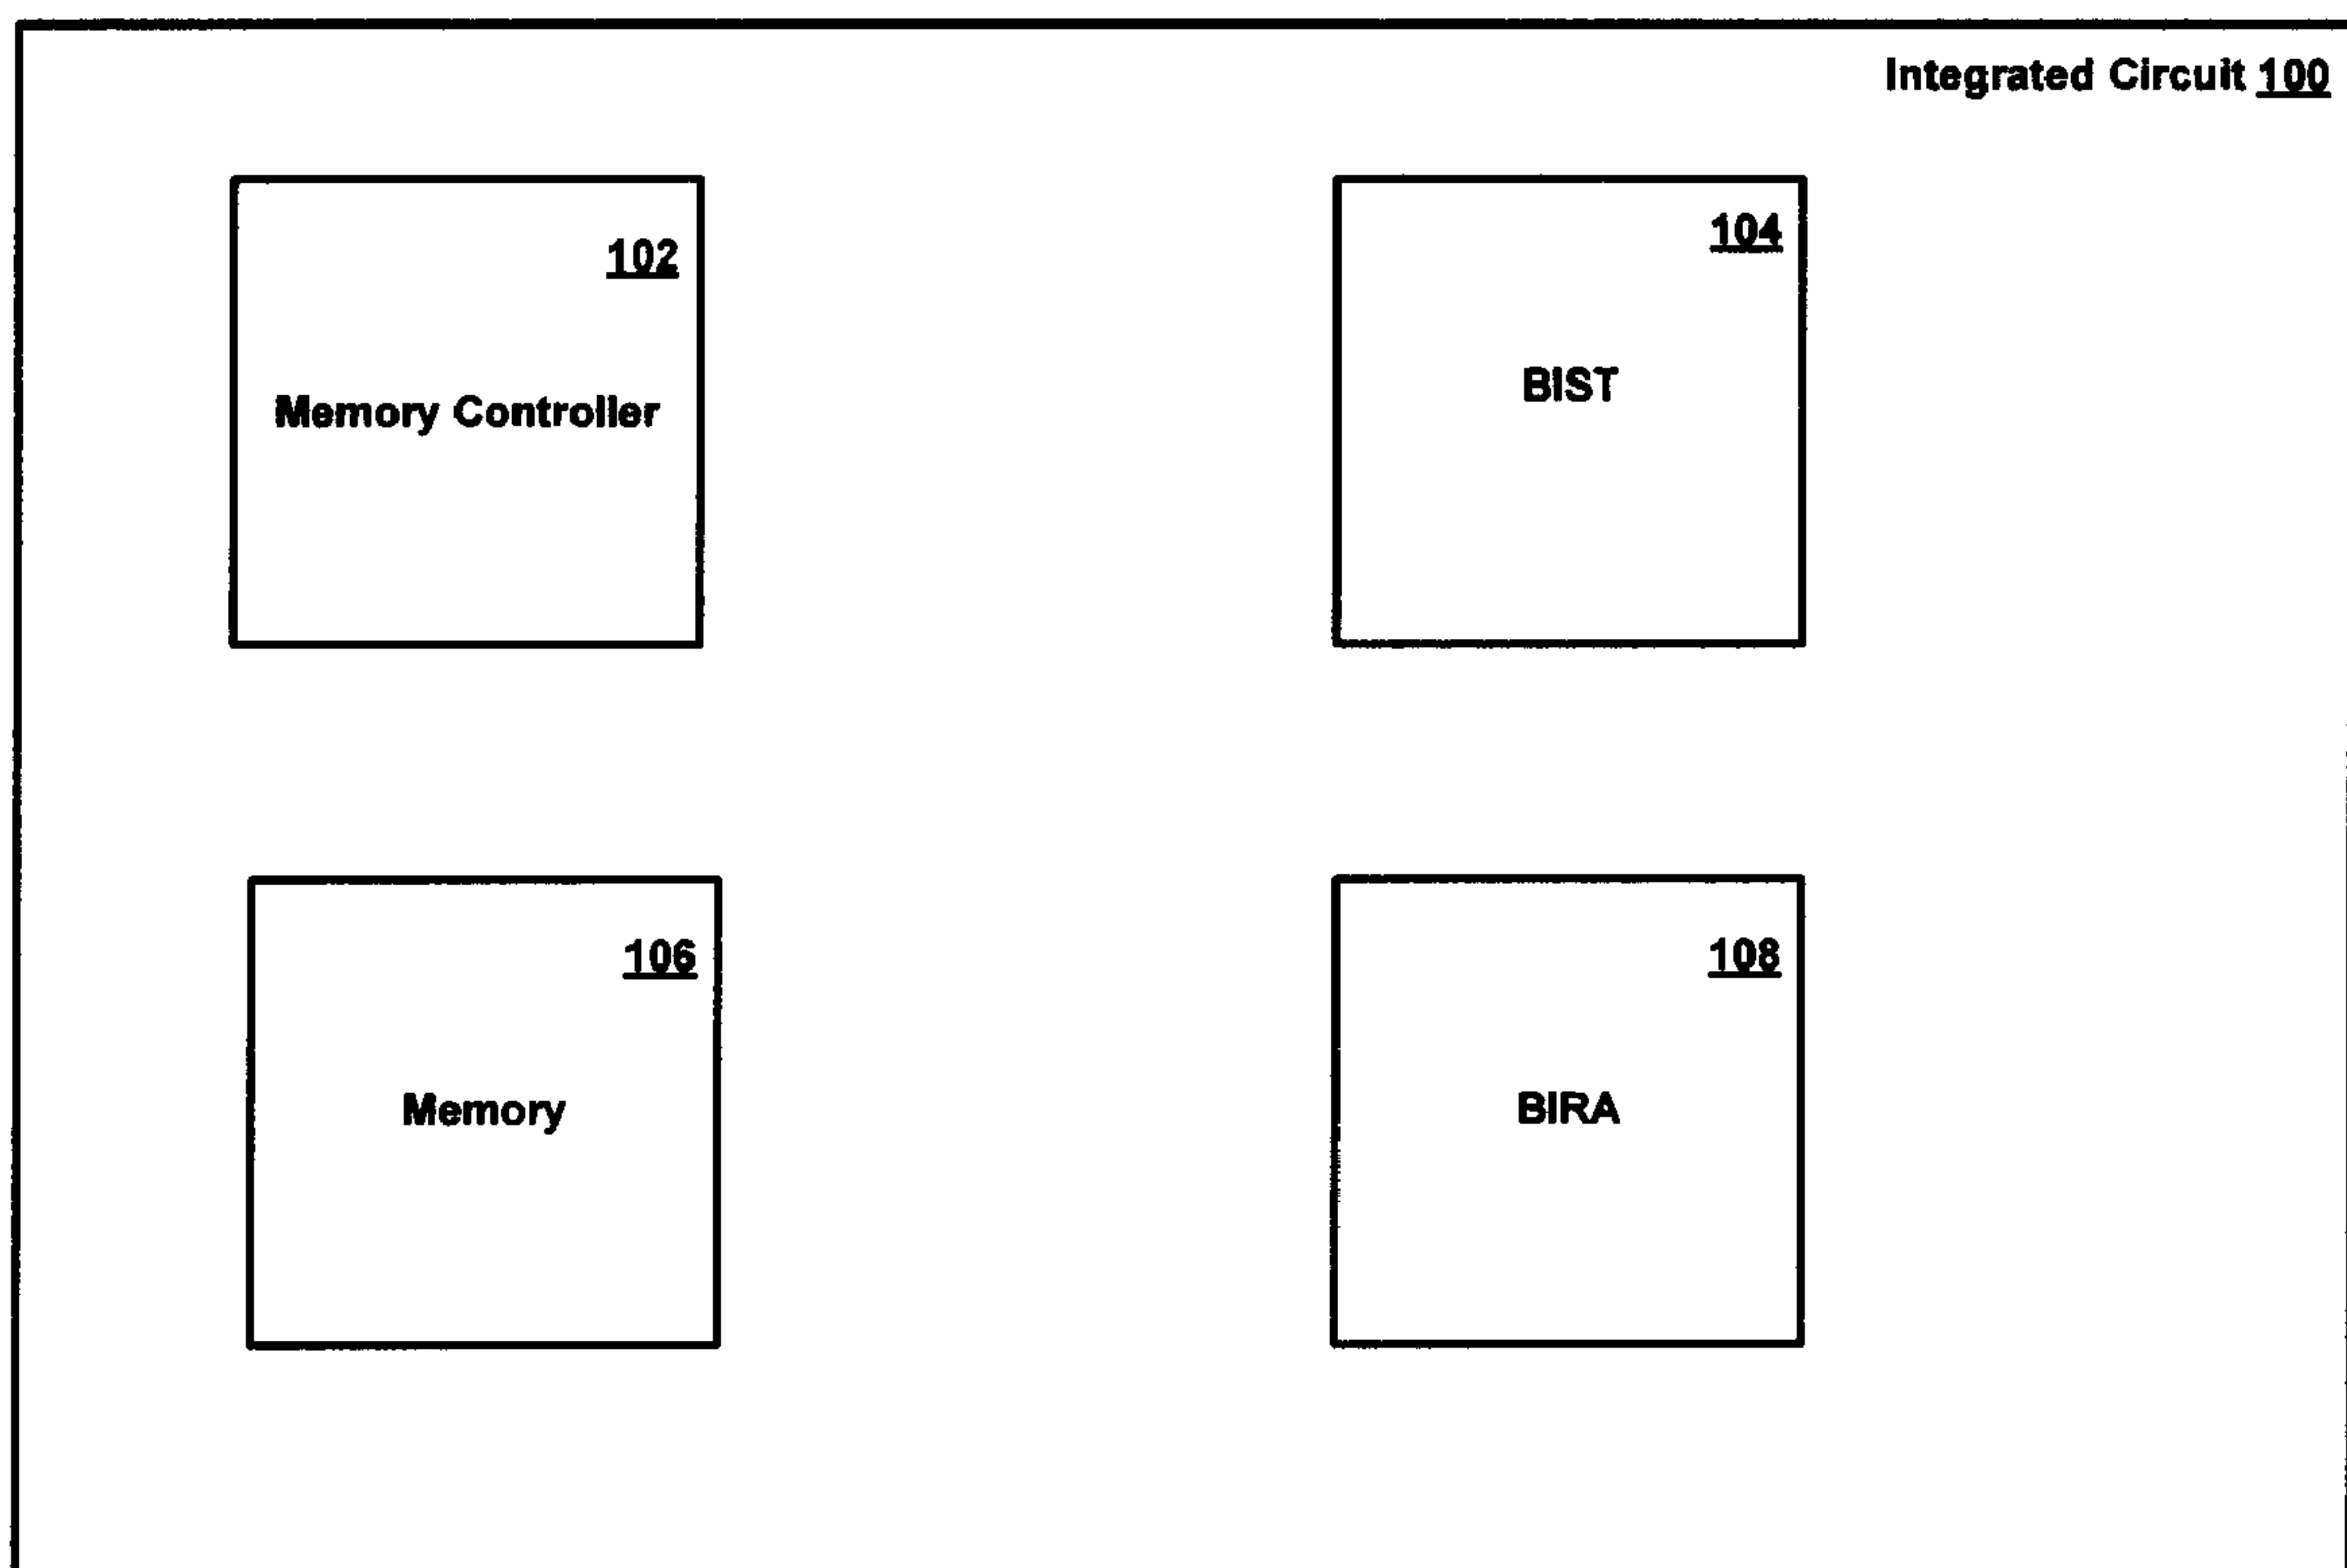 Integrated Circuit 100
102
Memory Controller
104
BIST
106
Memory
108
BIRA